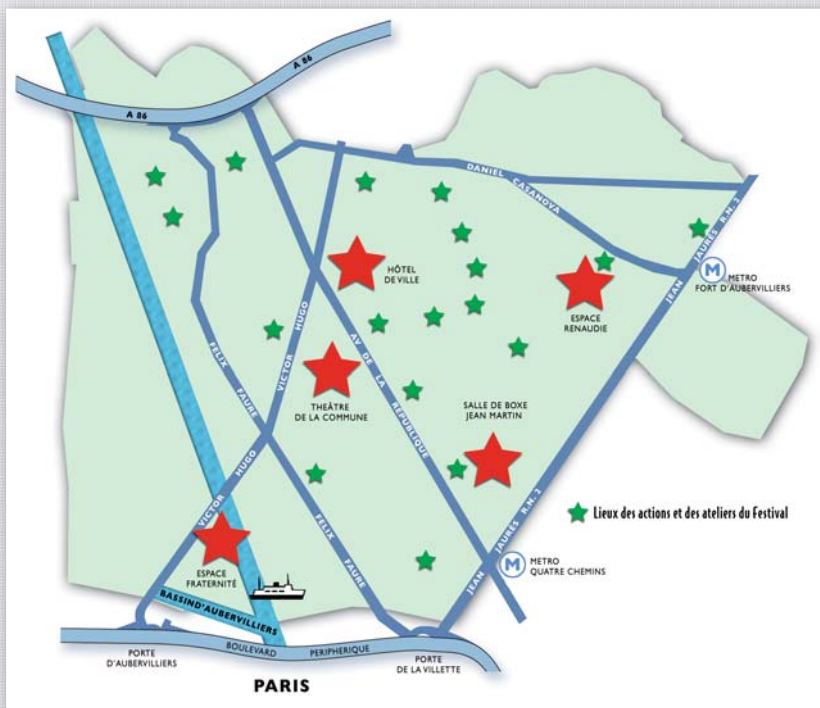 A 86
A 86
DANIEL CASANOVA
JEAN JAURÈS R.N. 2
METRO
FORT D'AUBERVILLIERS
HÔTEL
DE VILLE
ESPACE
RENAUDIE
VICTOR HUGO
FELIX FAURE
AV DE LA RÉPUBLIQUE
THEÂTRE
DE LA COMMUNE
SALLE DE BOXE
JEAN MARTIN
VICTOR HUGO
Lieux des actions et des ateliers du Festival
FELIX FAURE
JEAN JAURÈS R.N. 2
METRO
QUATRE CHEMINS
ESPACE
FRATERNITÉ
BASSIN D'AUBERVILLIERS
BOULEVARD PERIPHERIQUE
PORTE
D'AUBERVILLIERS
PORTE
DE LA VILLETTE
PARIS
M
M